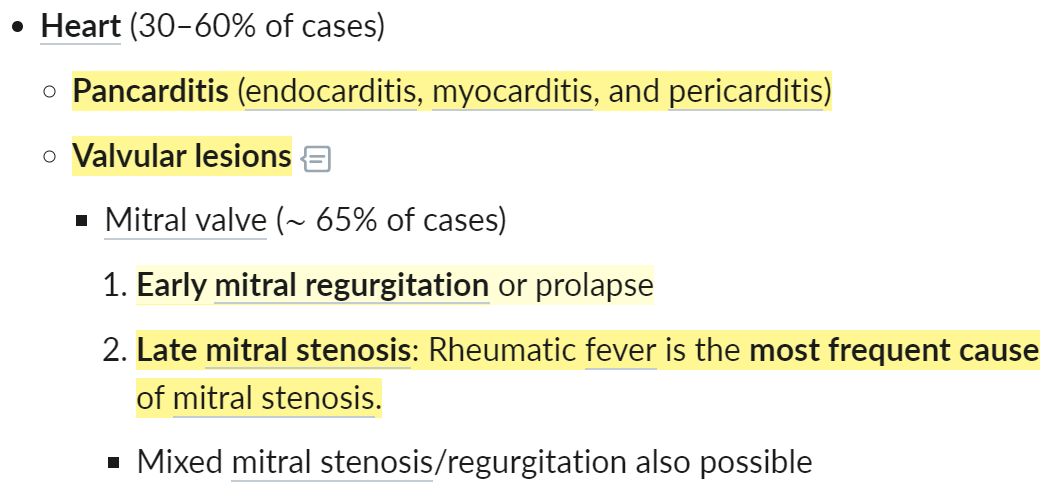 • Heart (30–60% of cases)
○ Pancarditis (endocarditis, myocarditis, and pericarditis)
○ Valvular lesions
▪ Mitral valve (~ 65% of cases)
1. Early mitral regurgitation or prolapse
2. Late mitral stenosis: Rheumatic fever is the most frequent cause
of mitral stenosis.
▪ Mixed mitral stenosis/regurgitation also possible